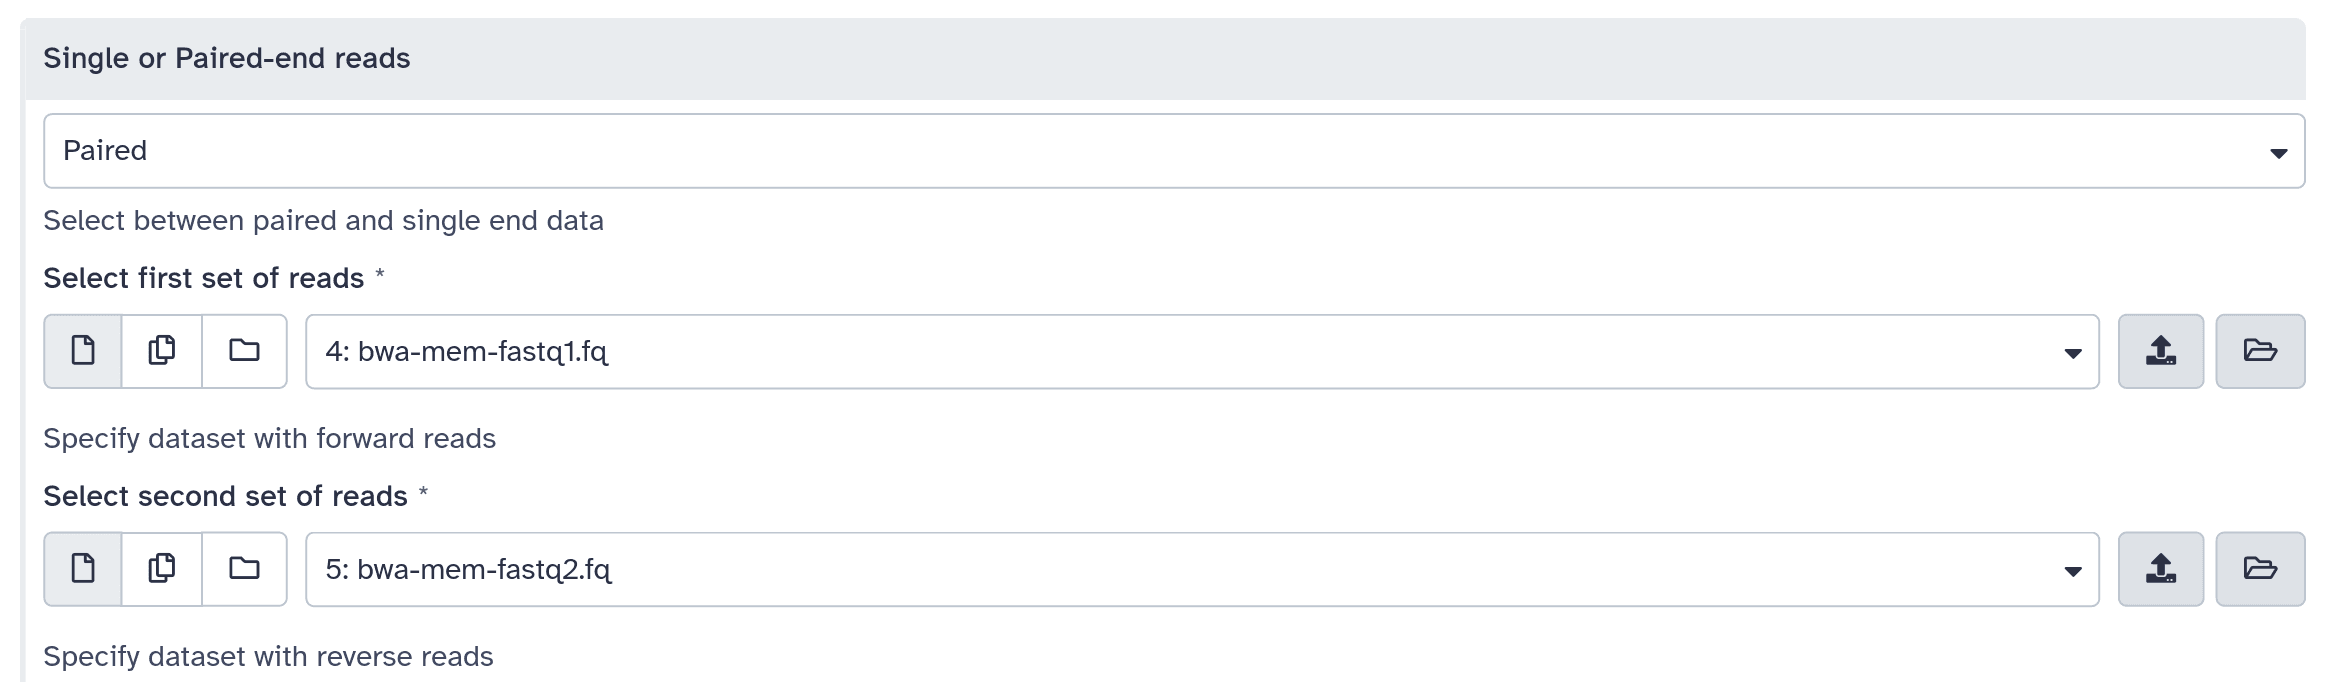 Single or Paired-end reads
Paired
Select between paired and single end data
Select first set of reads *
4: bwa-mem-fastq1.fq
Specify dataset with forward reads
Select second set of reads *
5: bwa-mem-fastq2.fq
Specify dataset with reverse reads